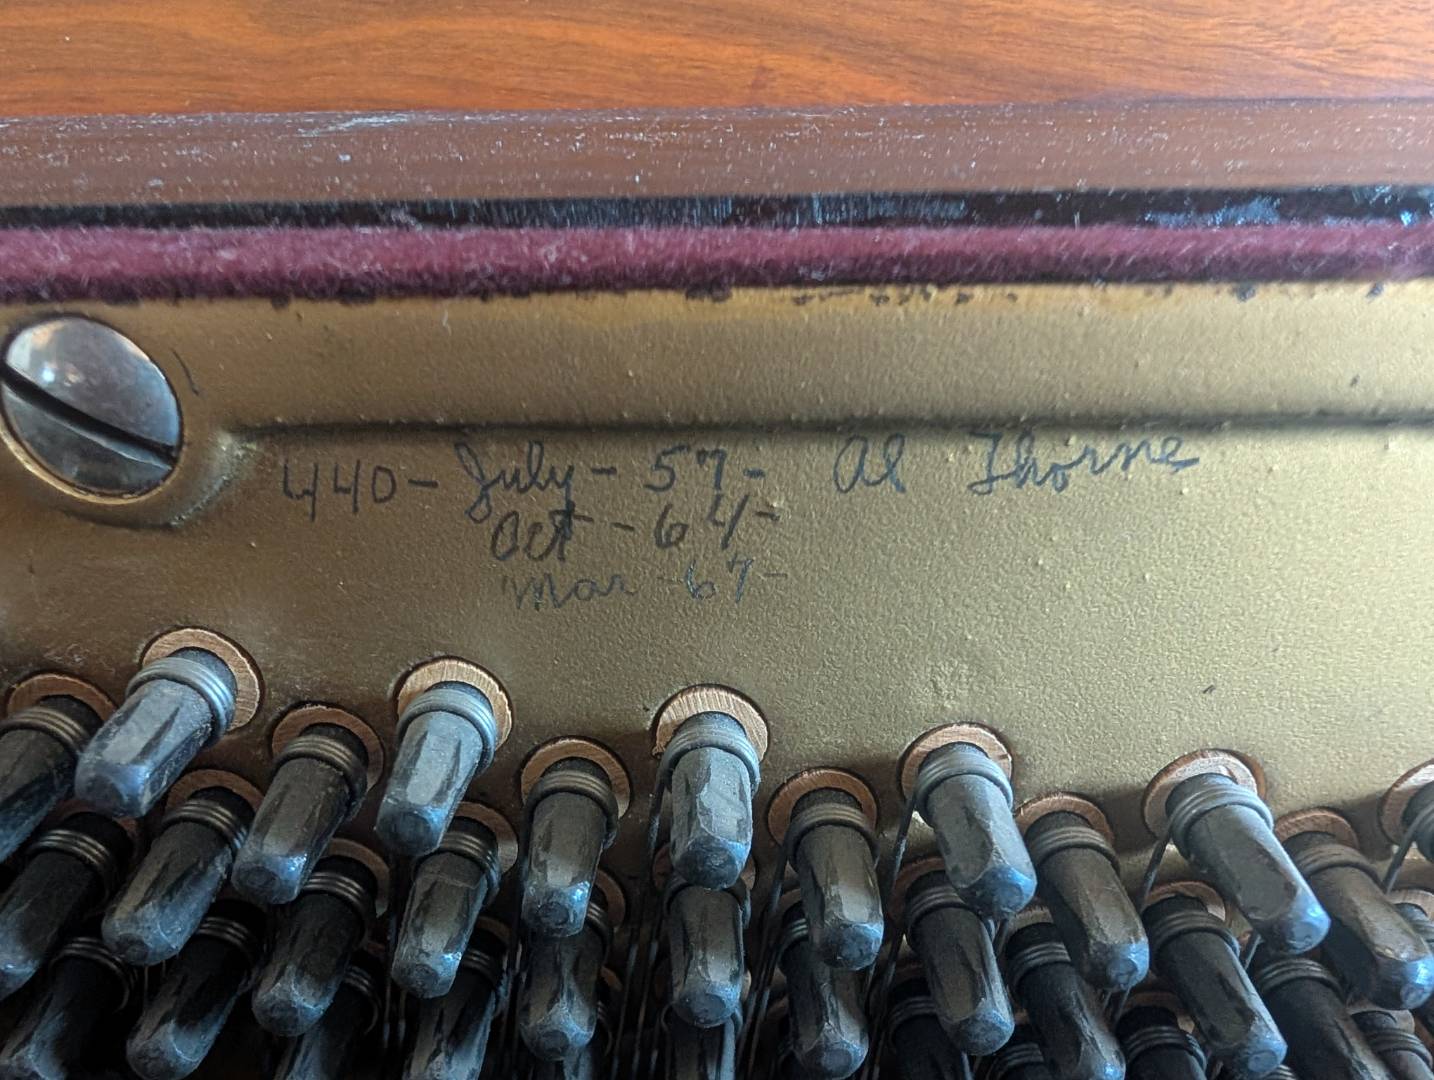 440- July - 57- Al Thorne
Oct - 64-
Mar - 67-